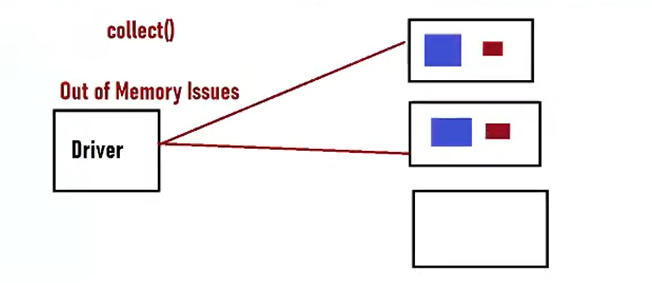 collect()
Out of Memory Issues
Driver